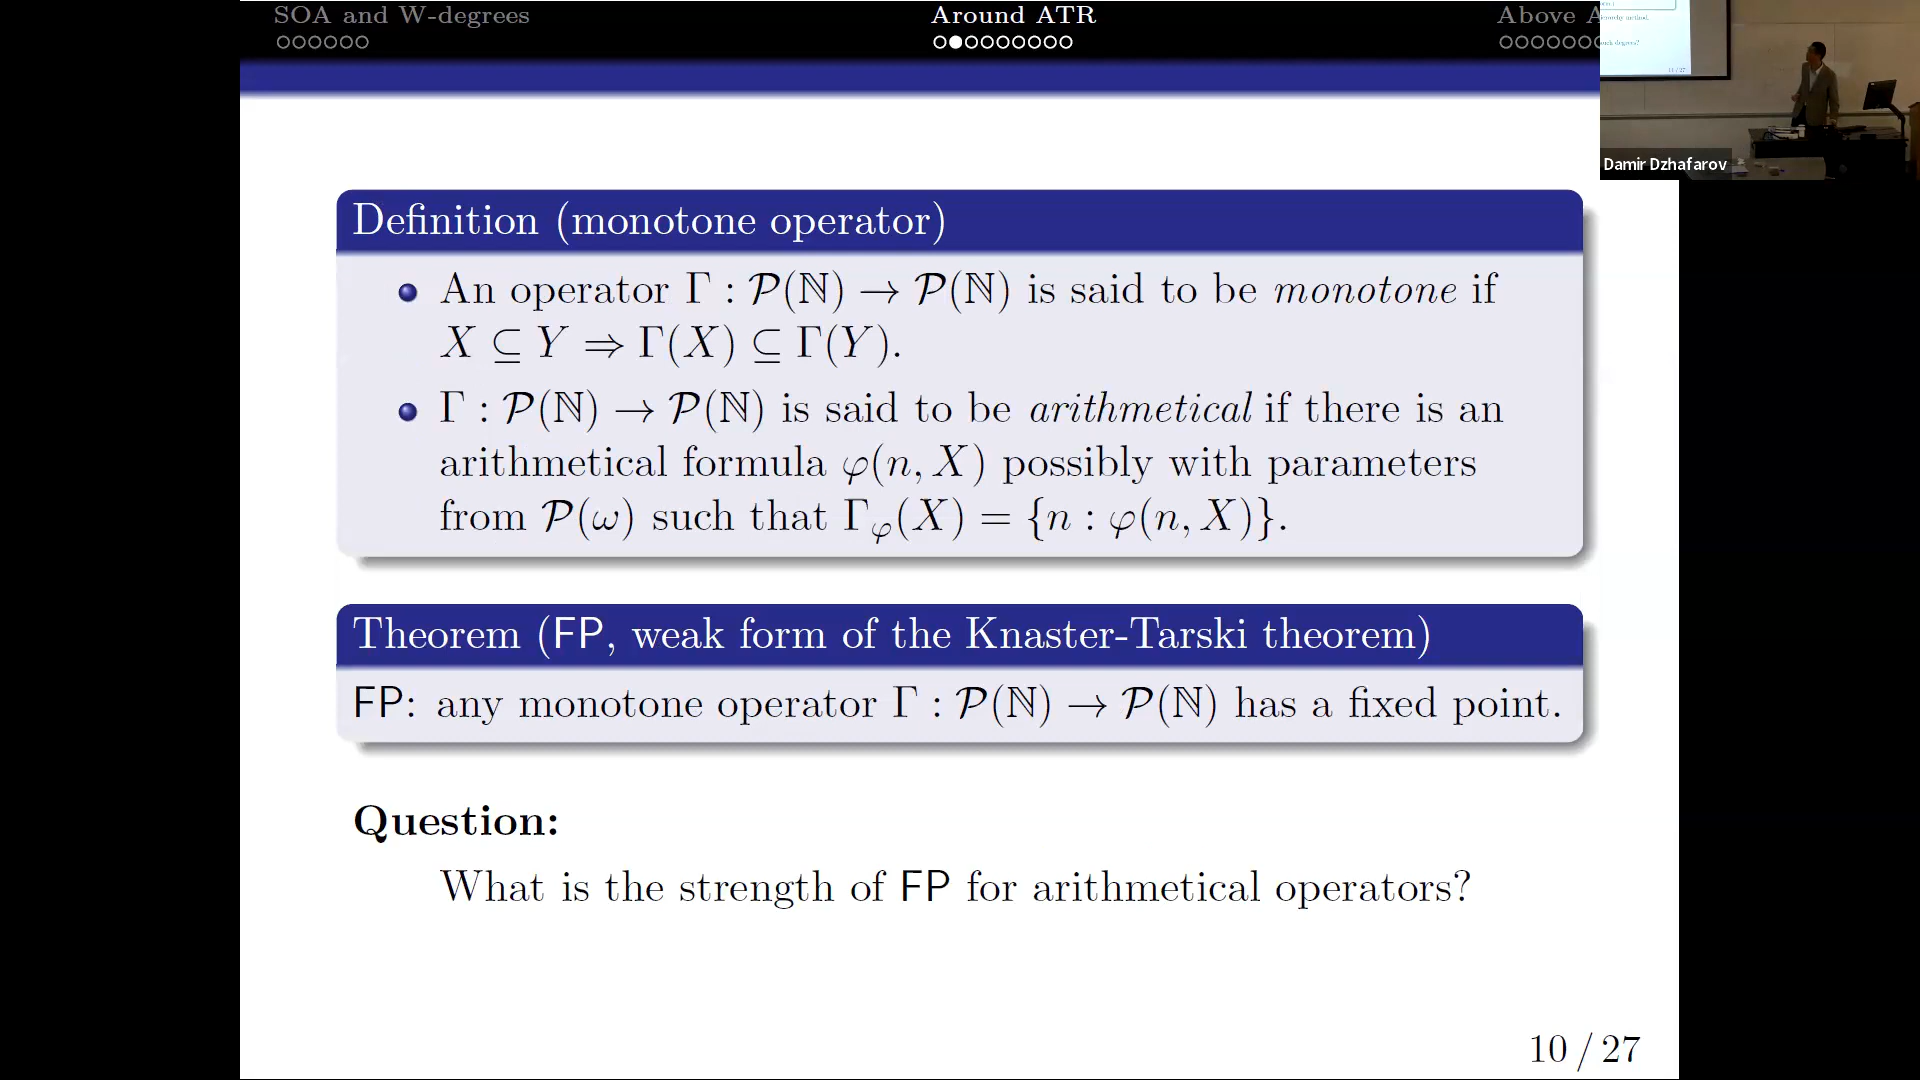 SOA and W-degrees
Around ATR
Above A
Damir Dzhafarov
Definition (monotone operator)
• An operator Γ : 𝒫(ℕ) → 𝒫(ℕ) is said to be monotone if
X ⊆ Y ⇒ Γ(X) ⊆ Γ(Y).
• Γ : 𝒫(ℕ) → 𝒫(ℕ) is said to be arithmetical if there is an
arithmetical formula φ(n, X) possibly with parameters
from 𝒫(ω) such that Γ_φ(X) = {n : φ(n, X)}.
Theorem (FP, weak form of the Knaster-Tarski theorem)
FP: any monotone operator Γ : 𝒫(ℕ) → 𝒫(ℕ) has a fixed point.
Question:
What is the strength of FP for arithmetical operators?
10 / 27